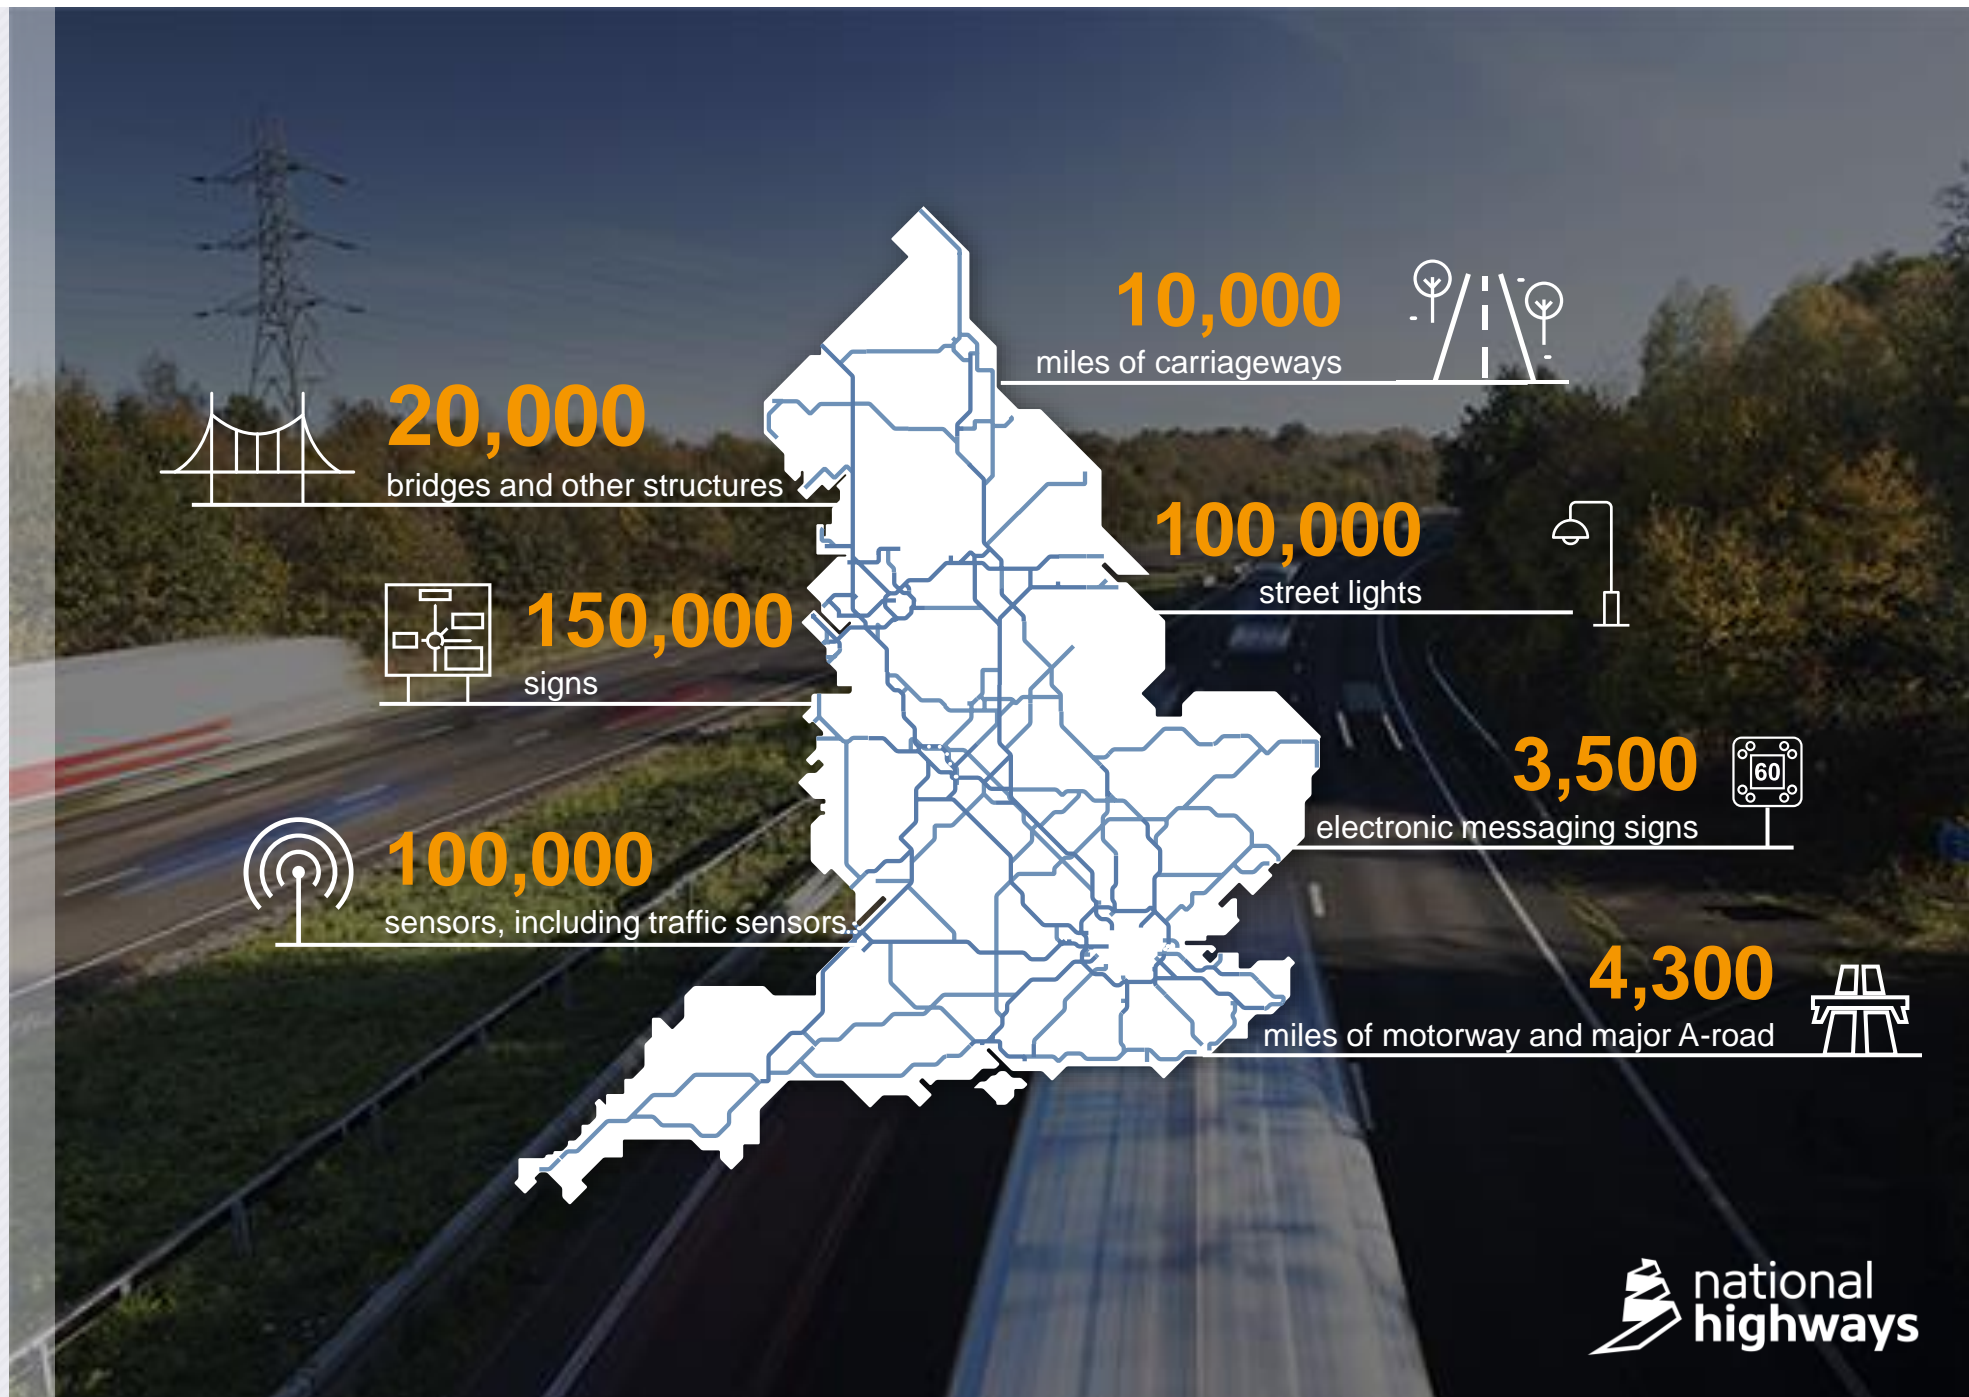 10,000
miles of carriageways
20,000
bridges and other structures
100,000
street lights
150,000
signs
3,500
60
electronic messaging signs
100,000
sensors, including traffic sensors
4,300
miles of motorway and major A-road
national
highways